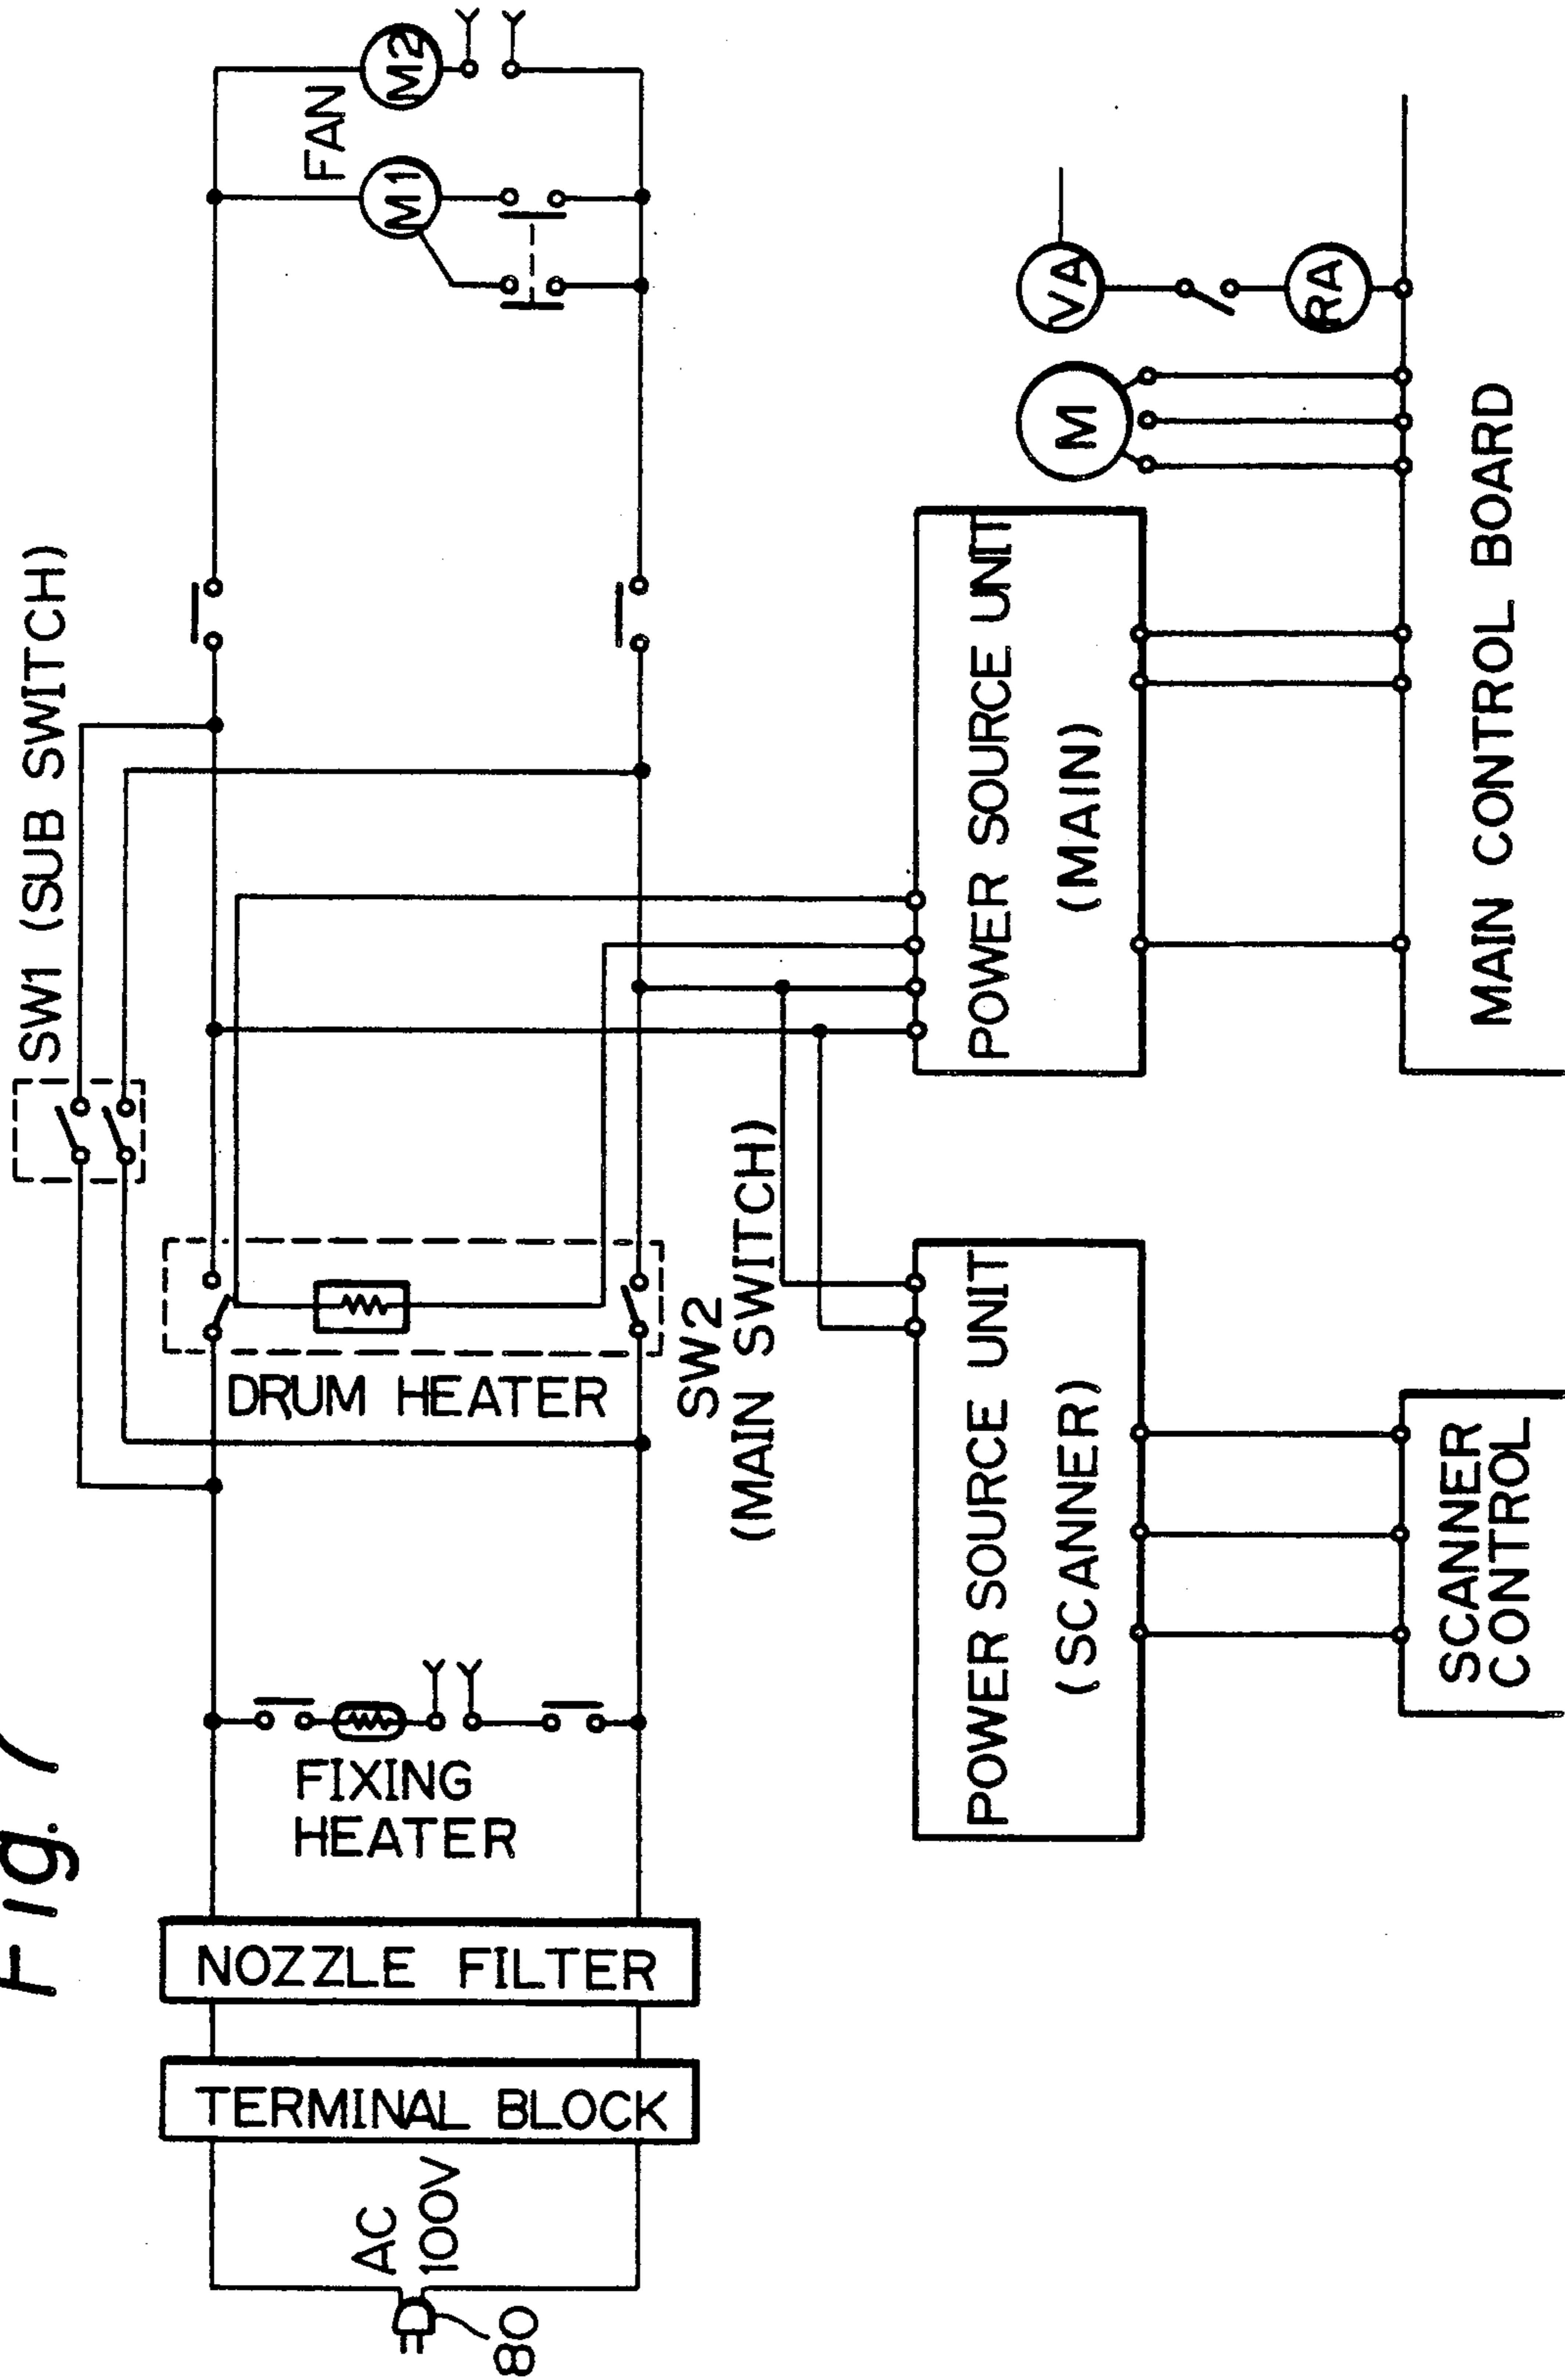 Fig. 7
SW1 (SUB SWITCH)
FAN
M1
M2
AC
100V
80
TERMINAL BLOCK
NOZZLE FILTER
FIXING
HEATER
DRUM HEATER
SW2
(MAIN SWITCH)
POWER SOURCE UNIT
(SCANNER)
POWER SOURCE UNIT
(MAIN)
M
VA
RA
SCANNER
CONTROL
MAIN CONTROL BOARD